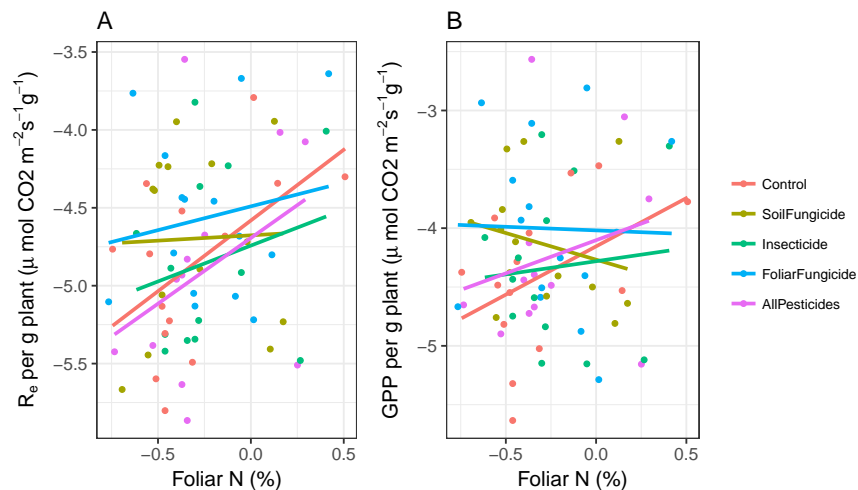 A
B
Rₑ per g plant (μ mol CO2 m⁻²s⁻¹g⁻¹)
−3.5
−4.0
−4.5
−5.0
−5.5
−0.5
0.0
0.5
Foliar N (%)
GPP per g plant (μ mol CO2 m⁻²s⁻¹g⁻¹)
−3
−4
−5
−0.5
0.0
0.5
Foliar N (%)
Control
SoilFungicide
Insecticide
FoliarFungicide
AllPesticides